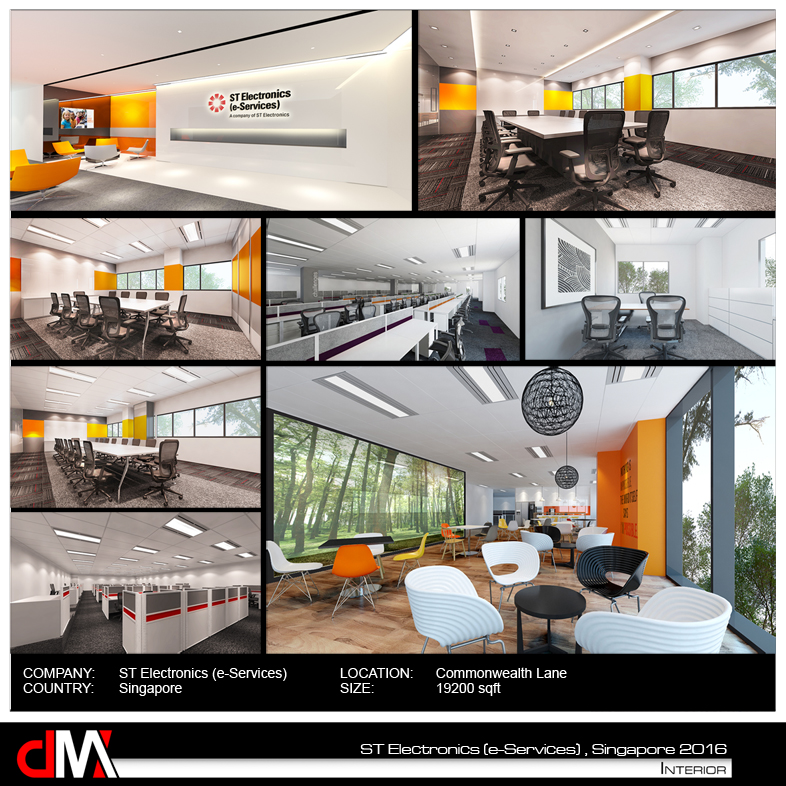 ST Electronics
(e-Services)
A company of ST Electronics
COMPANY: ST Electronics (e-Services) LOCATION: Commonwealth Lane
COUNTRY: Singapore SIZE: 19200 sqft
dMX
ST Electronics (e-Services) , Singapore 2016
INTERIOR